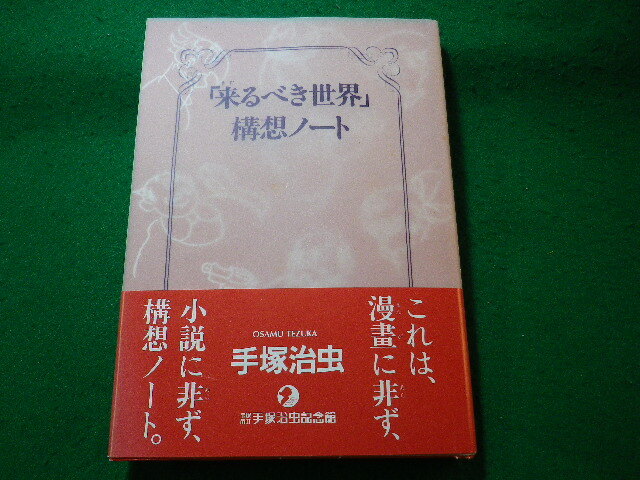 「来るべき世界」
構想ノート
これは、
漫畫に非ず、
小説に非ず、
構想ノート。
OSAMU TEZUKA
手塚治虫
手塚治虫記念館